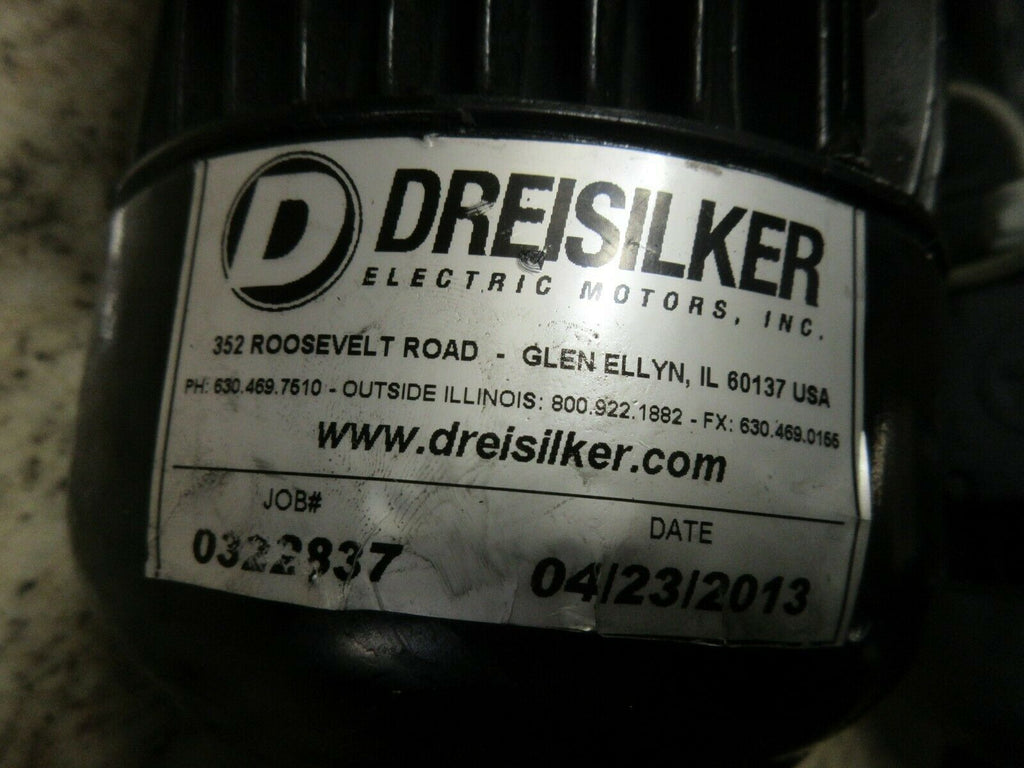 D
DREISILKER
ELECTRIC MOTORS, INC.
352 ROOSEVELT ROAD - GLEN ELLYN, IL 60137 USA
PH: 630.469.7510 - OUTSIDE ILLINOIS: 800.922.1882 - FX: 630.469.0166
www.dreisilker.com
JOB# DATE
0322837 04/23/2013